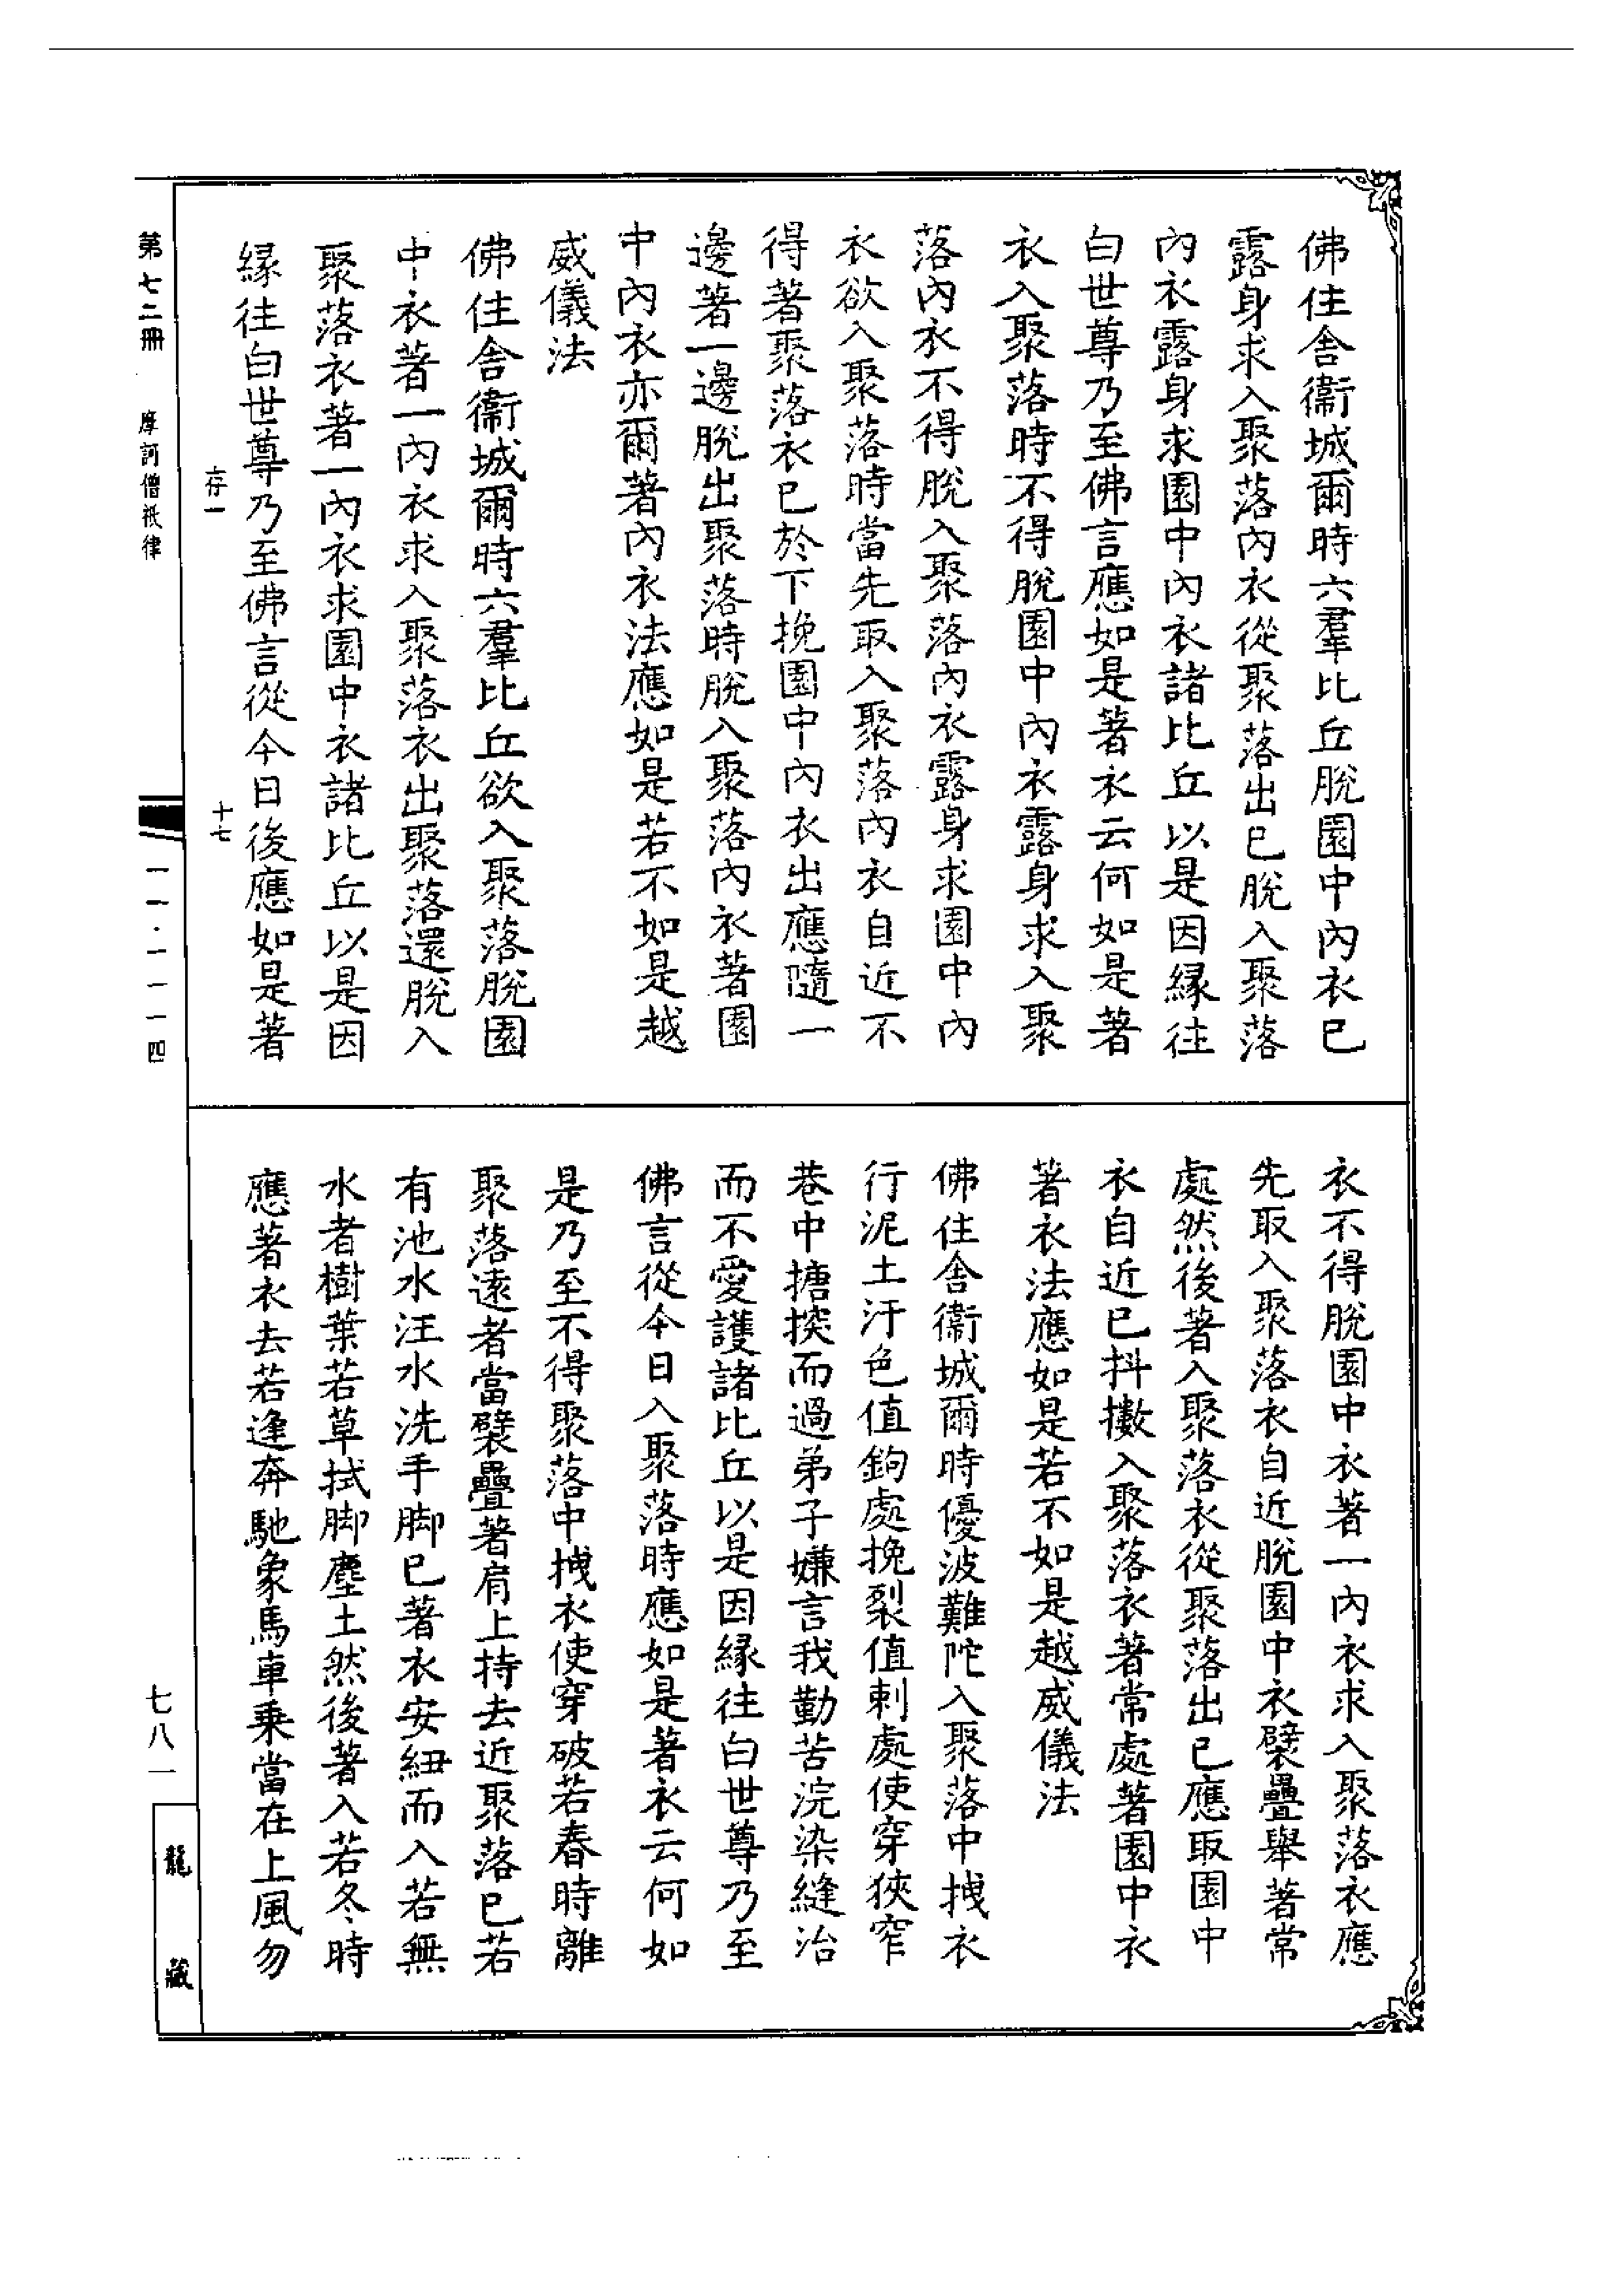 佛住舍衞城爾時六羣比丘脫園中內衣已
露身求入聚落內衣從聚落出已脫入聚落
內衣露身求園中內衣諸比丘以是因緣往
白世尊乃至佛言應如是著衣云何如是著
衣入聚落時不得脫園中內衣露身求入聚
落內衣不得脫入聚落內衣露身求園中內
衣欲入聚落時當先取入聚落內衣自近不
得著聚落衣已於下挽園中內衣出應隨一
邊著一邊脫出聚落時脫入聚落內衣著園
中內衣亦爾著內衣法應如是若不如是越
威儀法
佛住舍衞城爾時六羣比丘欲入聚落脫園
中衣著一內衣求入聚落衣出聚落還脫入
聚落衣著一內衣求園中衣諸比丘以是因
緣往白世尊乃至佛言從今日後應如是著
衣不得脫園中衣著一內衣求入聚落衣應
先取入聚落衣自近脫園中衣襞疊舉著常
處然後著入聚落衣從聚落出已應取園中
衣自近已抖擻入聚落衣著常處著園中衣
著衣法應如是若不如是越威儀法
佛住舍衞城爾時優波難陀入聚落中拽衣
行泥土汙色值鉤處挽裂值剌處使穿狹窄
巷中搪揬而過弟子嫌言我勤苦浣染縫治
而不愛護諸比丘以是因緣往白世尊乃至
佛言從今日入聚落時應如是著衣云何如
是乃至不得聚落中拽衣使穿破若春時離
聚落遠者當襞疊著肩上持去近聚落已若
有池水汪水洗手脚已著衣安紐而入若無
水者樹葉若草拭脚塵土然後著入若冬時
應著衣去若逢奔馳象馬車乘當在上風勿
第七二冊 摩訶僧祇律
存一 十七
一一·一一一四
七八一
龍藏